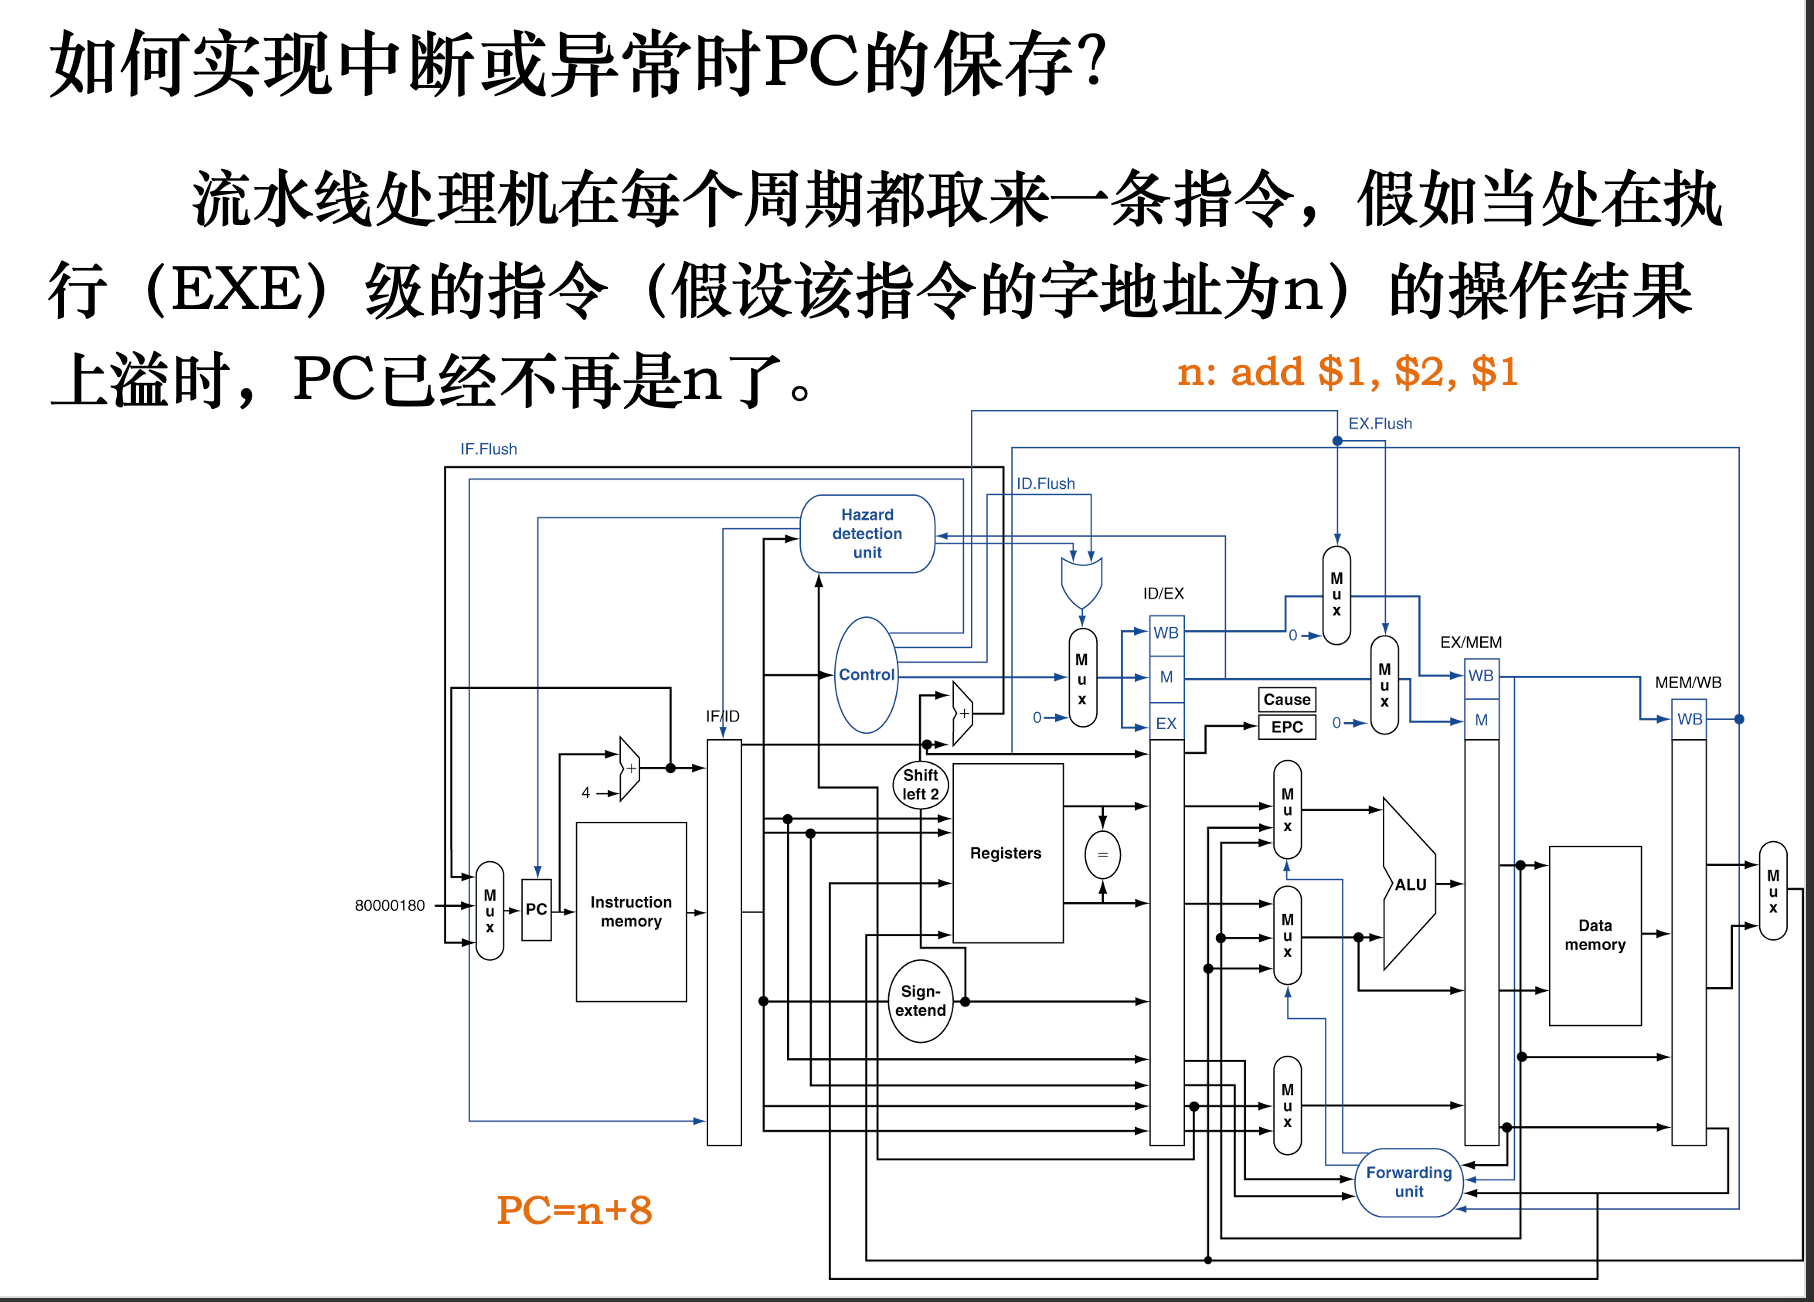 如何实现中断或异常时PC的保存?
流水线处理机在每个周期都取来一条指令，假如当处在执
行（EXE）级的指令（假设该指令的字地址为n）的操作结果
上溢时，PC已经不再是n了。
n: add $1, $2, $1
EX.Flush
IF.Flush
ID.Flush
Hazard
detection
unit
M
u
x
ID/EX
WB
0
EX/MEM
M
u
x
Control
M
u
x
M
WB
MEM/WB
Cause
IF/ID
+
0
EX
EPC
0
M
WB
+
4
Shift
left 2
M
u
x
Registers
=
ALU
M
u
x
M
u
x
80000180
PC
Instruction
memory
M
u
x
Data
memory
Sign-
extend
M
u
x
Forwarding
unit
PC=n+8